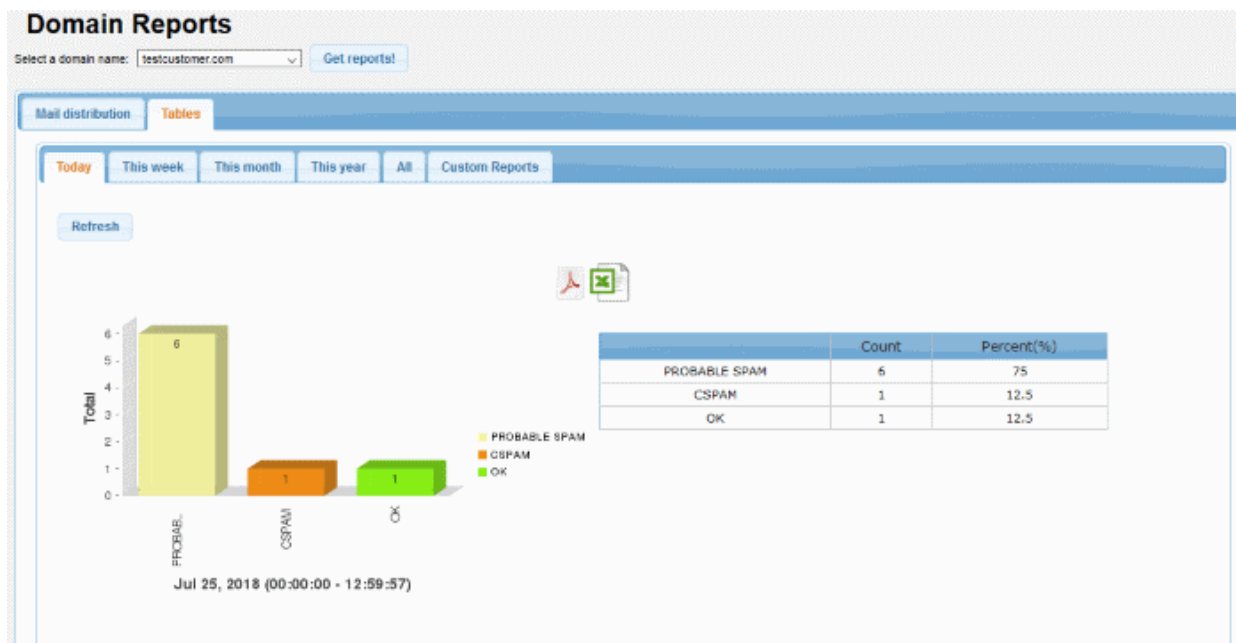 Domain Reports
Select a domain name: testcustomer.com Get reports!
Mail distribution Tables
Today This week This month This year All Custom Reports
Refresh
Count Percent(%)
PROBABLE SPAM 6 75
CSPAM 1 12.5
OK 1 12.5
Total
6
5
4
3
2
1
0
6
1
1
PROBABLE SPAM
CSPAM
OK
PROBAB..
CSPAM
OK
Jul 25, 2018 (00:00:00 - 12:59:57)